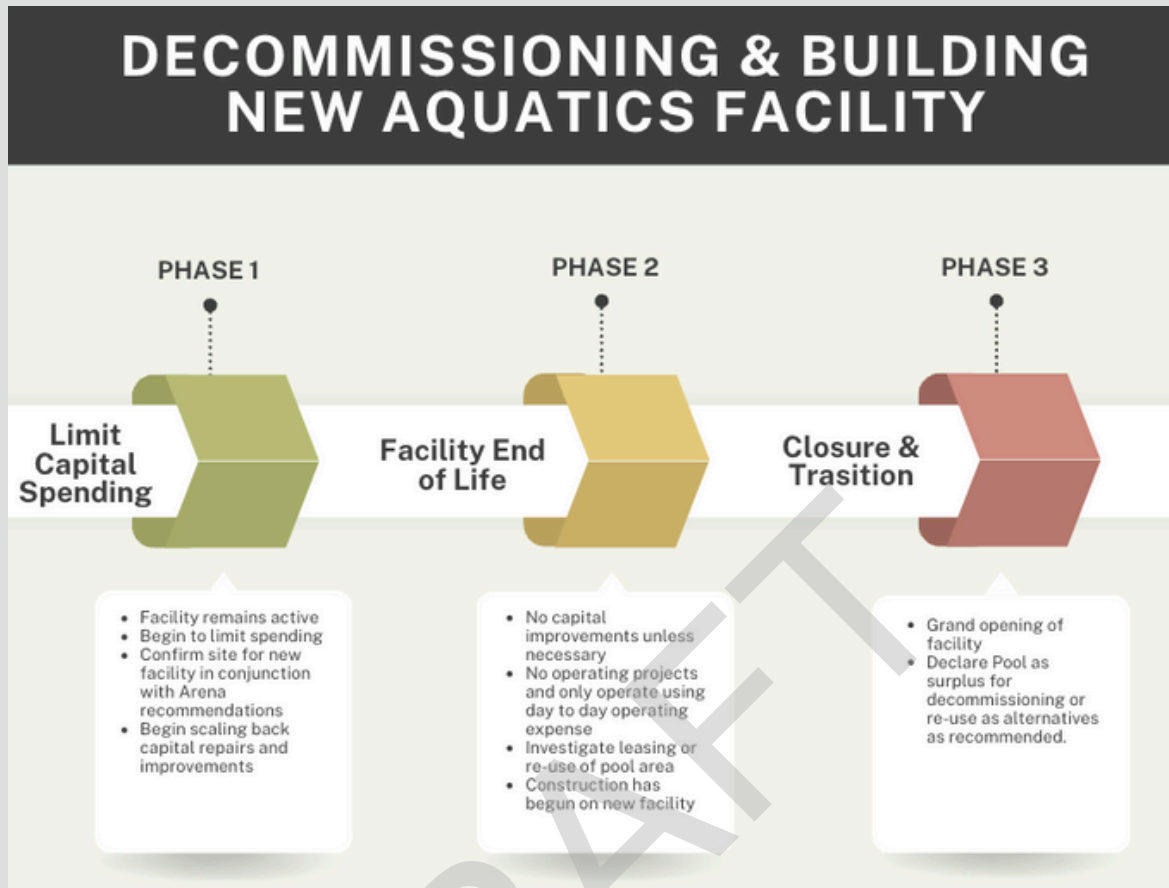 DECOMMISSIONING & BUILDING
NEW AQUATICS FACILITY
PHASE 1
Limit
Capital
Spending
• Facility remains active
• Begin to limit spending
• Confirm site for new
facility in conjunction
with Arena
recommendations
• Begin scaling back
capital repairs and
improvements
PHASE 2
Facility End
of Life
• No capital
improvements unless
necessary
• No operating projects
and only operate using
day to day operating
expense
• Investigate leasing or
re-use of pool area
• Construction has
begun on new facility
PHASE 3
Closure &
Trasition
• Grand opening of
facility
• Declare Pool as
surplus for
decommissioning or
re-use as alternatives
as recommended.
RAFT